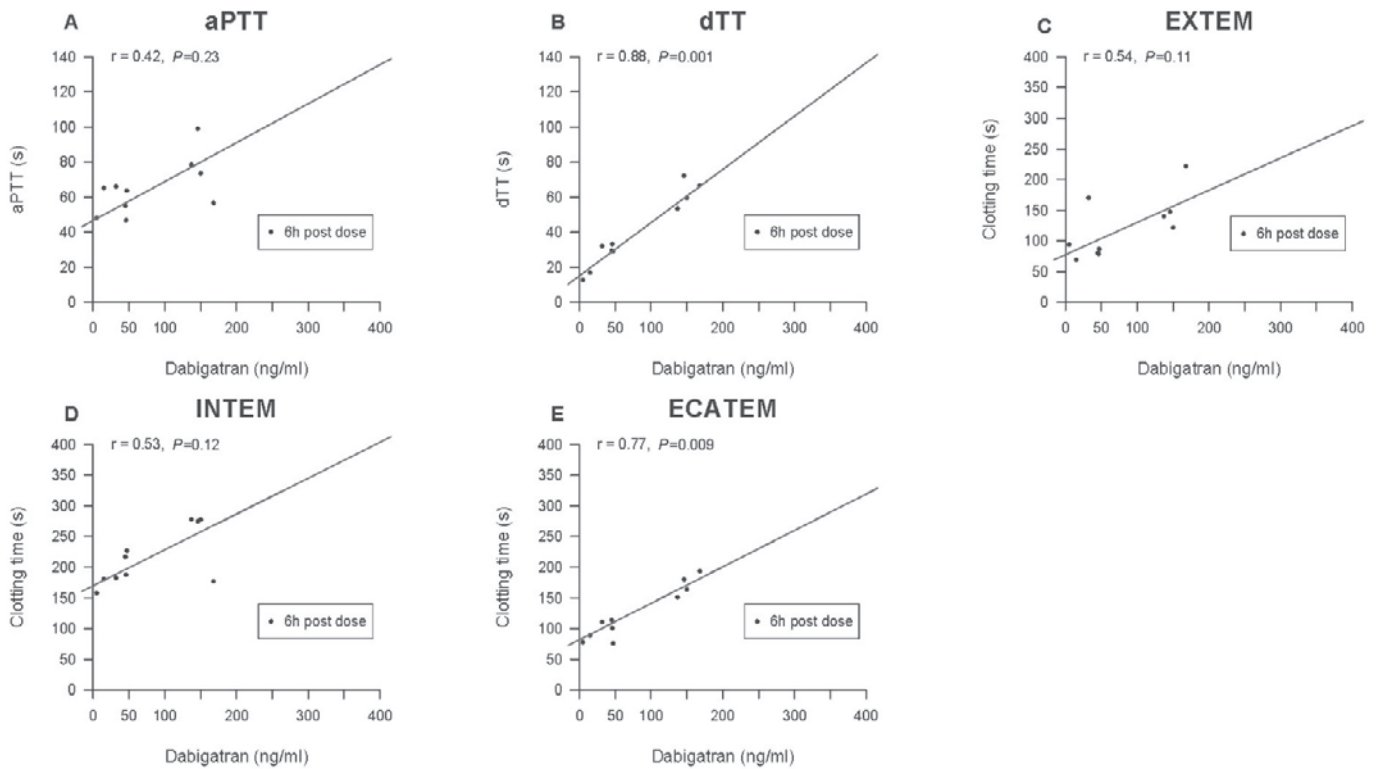 A
aPTT
r = 0.42, P=0.23
140
120
100
80
60
40
20
0
aPTT (s)
6h post dose
0 50 100 200 300 400
Dabigatran (ng/ml)
B
dTT
r = 0.88, P=0.001
140
120
100
80
60
40
20
0
dTT (s)
6h post dose
0 50 100 200 300 400
Dabigatran (ng/ml)
C
EXTEM
r = 0.54, P=0.11
400
350
300
250
200
150
100
50
0
Clotting time (s)
6h post dose
0 50 100 200 300 400
Dabigatran (ng/ml)
D
INTEM
r = 0.53, P=0.12
400
350
300
250
200
150
100
50
0
Clotting time (s)
6h post dose
0 50 100 200 300 400
Dabigatran (ng/ml)
E
ECATEM
r = 0.77, P=0.009
400
350
300
250
200
150
100
50
0
Clotting time (s)
6h post dose
0 50 100 200 300 400
Dabigatran (ng/ml)